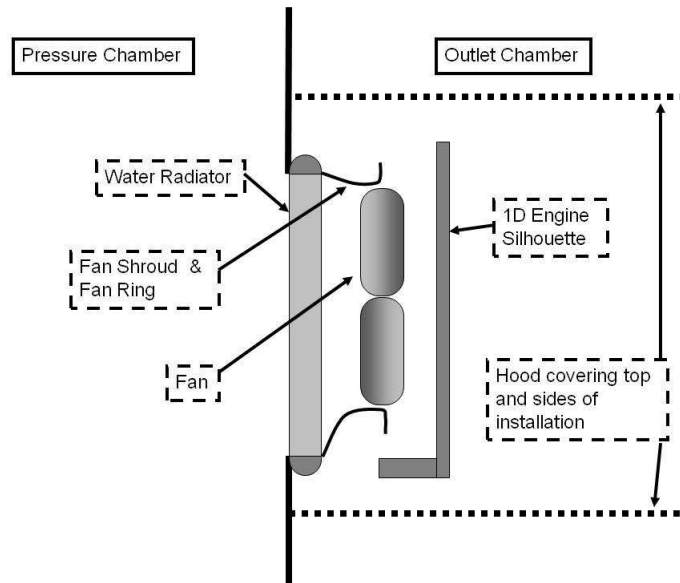 Pressure Chamber
Outlet Chamber
Water Radiator
1D Engine
Silhouette
Fan Shroud &
Fan Ring
Fan
Hood covering top
and sides of
installation